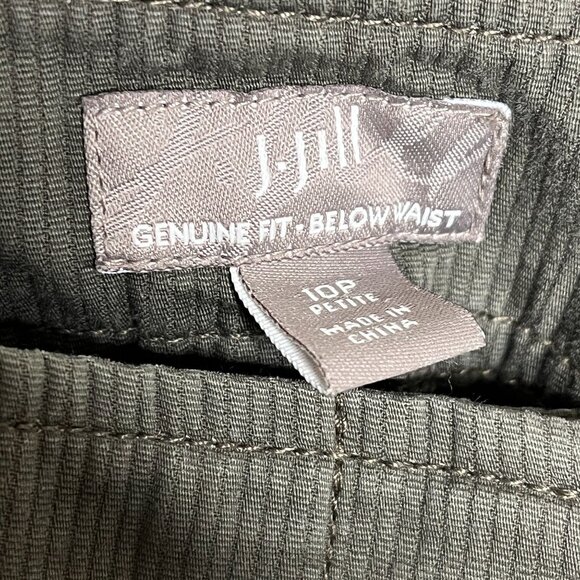 J.Jill
GENUINE FIT • BELOW WAIST
10P
PETITE
MADE IN
CHINA